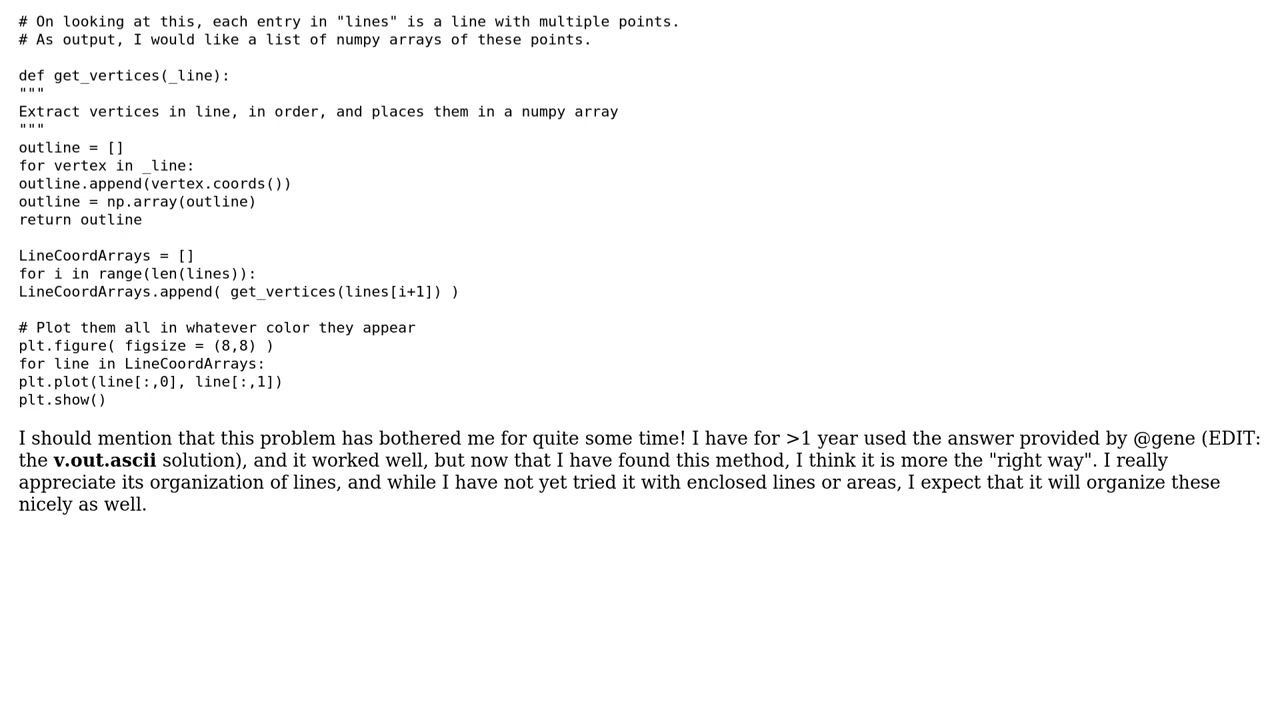 # On looking at this, each entry in "lines" is a line with multiple points.
# As output, I would like a list of numpy arrays of these points.

def get_vertices(_line):
"""
Extract vertices in line, in order, and places them in a numpy array
"""
outline = []
for vertex in _line:
outline.append(vertex.coords())
outline = np.array(outline)
return outline

LineCoordArrays = []
for i in range(len(lines)):
LineCoordArrays.append( get_vertices(lines[i+1]) )

# Plot them all in whatever color they appear
plt.figure( figsize = (8,8) )
for line in LineCoordArrays:
plt.plot(line[:,0], line[:,1])
plt.show()

I should mention that this problem has bothered me for quite some time! I have for >1 year used the answer provided by @gene (EDIT:
the v.out.ascii solution), and it worked well, but now that I have found this method, I think it is more the "right way". I really
appreciate its organization of lines, and while I have not yet tried it with enclosed lines or areas, I expect that it will organize these
nicely as well.